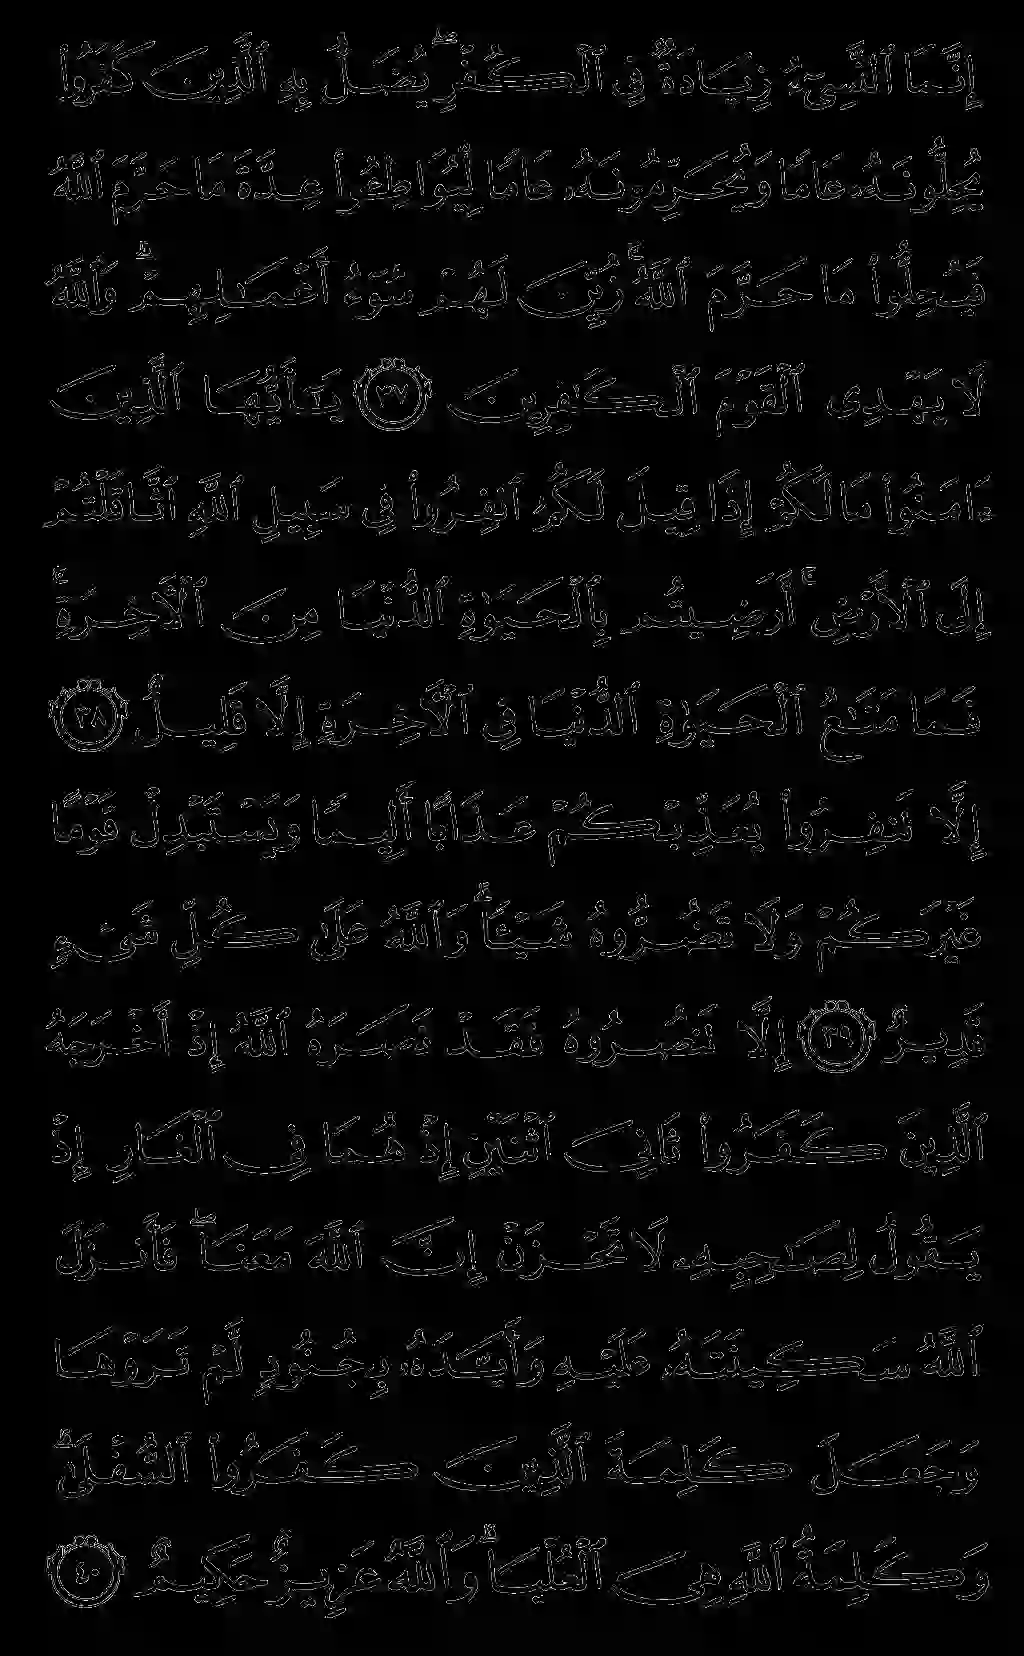 إِنَّمَا ٱلنَّسِىٓءُ زِيَادَةٌ فِى ٱلْكُفْرِ ۖ يُضَلُّ بِهِ ٱلَّذِينَ كَفَرُوا۟
يُحِلُّونَهُۥ عَامًا وَيُحَرِّمُونَهُۥ عَامًا لِّيُوَاطِـُٔوا۟ عِدَّةَ مَا حَرَّمَ ٱللَّهُ
فَيُحِلُّوا۟ مَا حَرَّمَ ٱللَّهُ ۚ زُيِّنَ لَهُمْ سُوٓءُ أَعْمَـٰلِهِمْ ۗ وَٱللَّهُ
لَا يَهْدِى ٱلْقَوْمَ ٱلْكَـٰفِرِينَ ٣٧ يَـٰٓأَيُّهَا ٱلَّذِينَ
ءَامَنُوا۟ مَا لَكُمْ إِذَا قِيلَ لَكُمُ ٱنفِرُوا۟ فِى سَبِيلِ ٱللَّهِ ٱثَّاقَلْتُمْ
إِلَى ٱلْأَرْضِ ۚ أَرَضِيتُم بِٱلْحَيَوٰةِ ٱلدُّنْيَا مِنَ ٱلْـَٔاخِرَةِ ۚ
فَمَا مَتَـٰعُ ٱلْحَيَوٰةِ ٱلدُّنْيَا فِى ٱلْـَٔاخِرَةِ إِلَّا قَلِيلٌ ٣٨
إِلَّا تَنفِرُوا۟ يُعَذِّبْكُمْ عَذَابًا أَلِيمًا وَيَسْتَبْدِلْ قَوْمًا
غَيْرَكُمْ وَلَا تَضُرُّوهُ شَيْـًٔا ۗ وَٱللَّهُ عَلَىٰ كُلِّ شَىْءٍ
قَدِيرٌ ٣٩ إِلَّا تَنصُرُوهُ فَقَدْ نَصَرَهُ ٱللَّهُ إِذْ أَخْرَجَهُ
ٱلَّذِينَ كَفَرُوا۟ ثَانِىَ ٱثْنَيْنِ إِذْ هُمَا فِى ٱلْغَارِ إِذْ
يَقُولُ لِصَـٰحِبِهِۦ لَا تَحْزَنْ إِنَّ ٱللَّهَ مَعَنَا ۖ فَأَنزَلَ
ٱللَّهُ سَكِينَتَهُۥ عَلَيْهِ وَأَيَّدَهُۥ بِجُنُودٍ لَّمْ تَرَوْهَا
وَجَعَلَ كَلِمَةَ ٱلَّذِينَ كَفَرُوا۟ ٱلسُّفْلَىٰ ۗ
وَكَلِمَةُ ٱللَّهِ هِىَ ٱلْعُلْيَا ۗ وَٱللَّهُ عَزِيزٌ حَكِيمٌ ٤٠